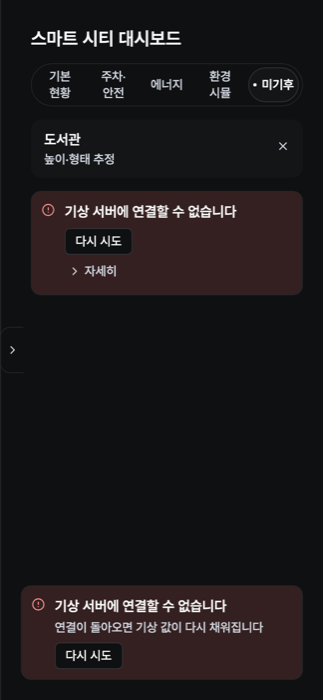 스마트 시티 대시보드
기본 현황
주차·안전
에너지
환경 시뮬
• 미기후
도서관
높이·형태 추정
기상 서버에 연결할 수 없습니다
다시 시도
자세히
기상 서버에 연결할 수 없습니다
연결이 돌아오면 기상 값이 다시 채워집니다
다시 시도